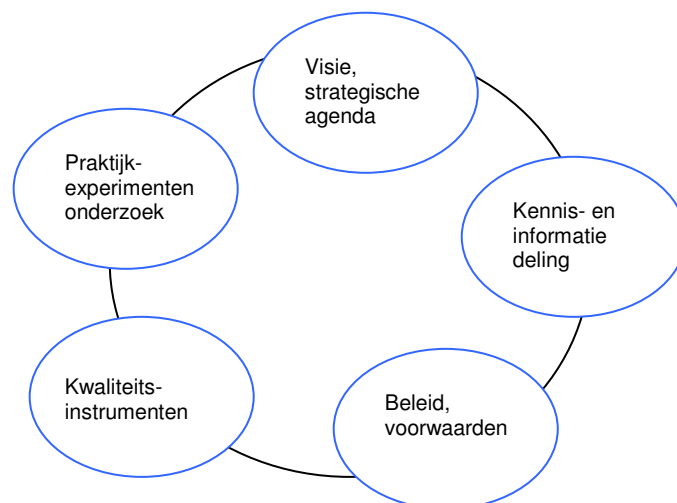 Visie,
strategische
agenda
Praktijk-
experimenten
onderzoek
Kennis- en
informatie
deling
Kwaliteits-
instrumenten
Beleid,
voorwaarden